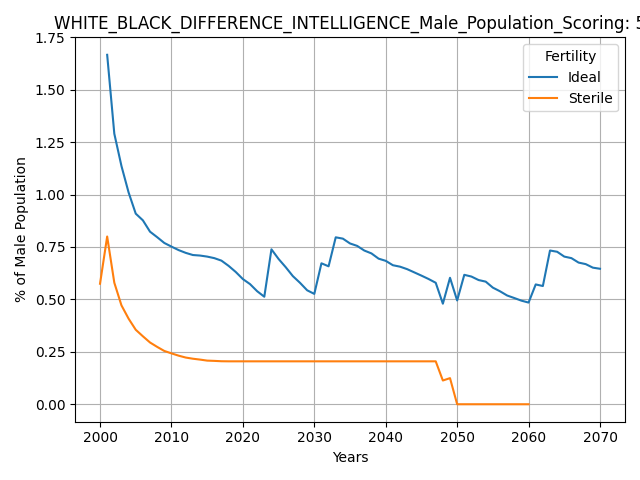 WHITE_BLACK_DIFFERENCE_INTELLIGENCE_Male_Population_Scoring: 5
Fertility
Ideal
Sterile
% of Male Population
1.75
1.50
1.25
1.00
0.75
0.50
0.25
0.00
2000 2010 2020 2030 2040 2050 2060 2070
Years